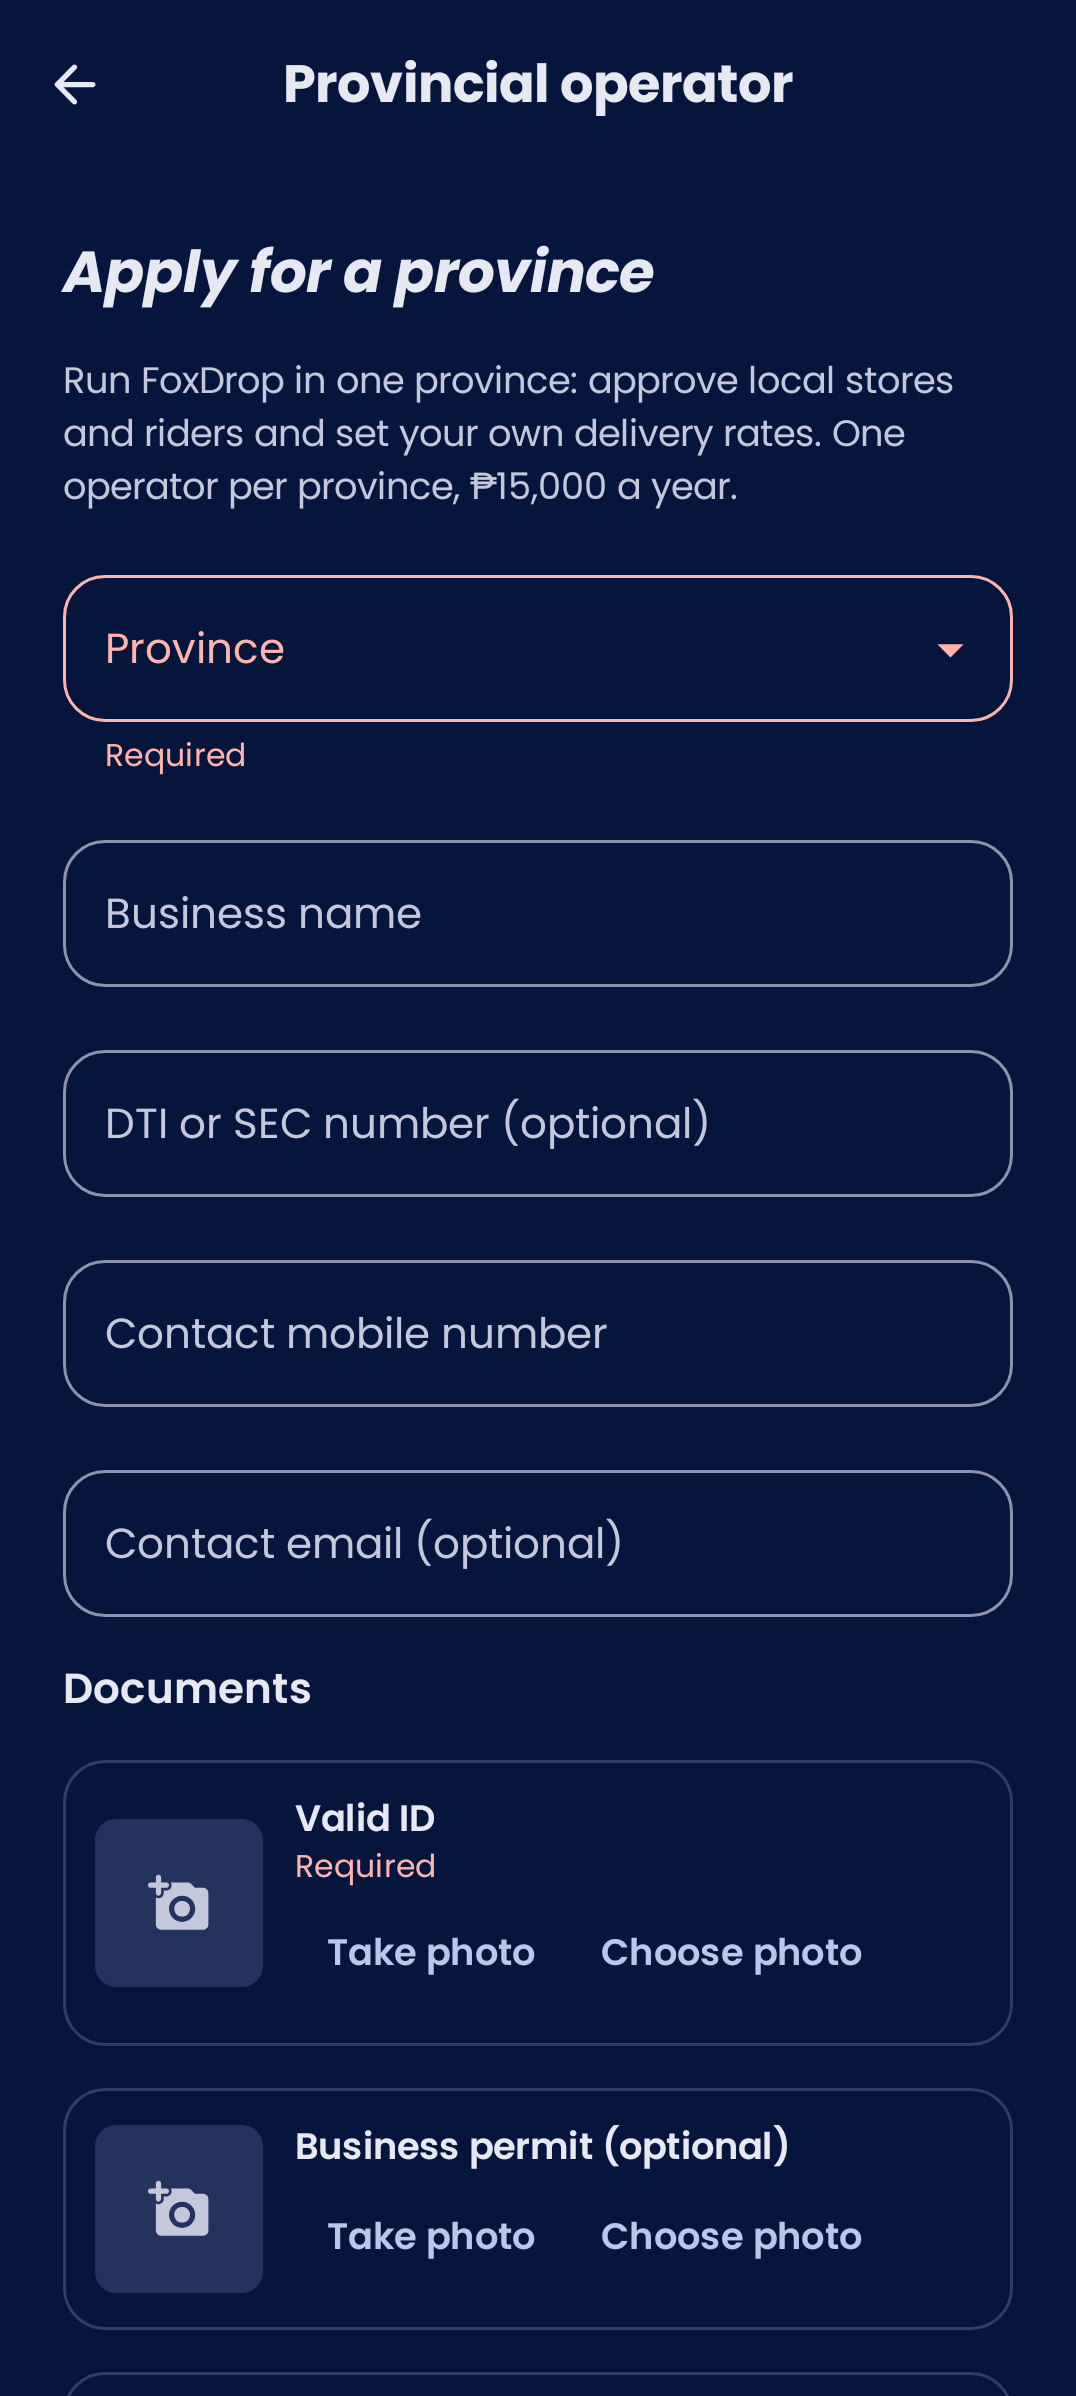 Provincial operator
Apply for a province
Run FoxDrop in one province: approve local stores
and riders and set your own delivery rates. One
operator per province, ₱15,000 a year.
Province
Required
Business name
DTI or SEC number (optional)
Contact mobile number
Contact email (optional)
Documents
Valid ID
Required
Take photo Choose photo
Business permit (optional)
Take photo Choose photo